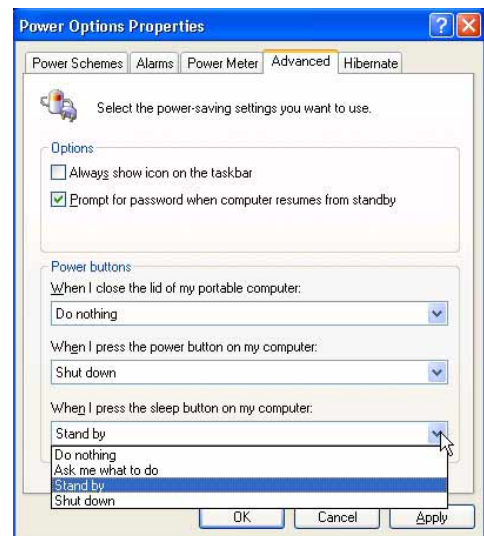 Power Options Properties
Power Schemes Alarms Power Meter Advanced Hibernate
Select the power-saving settings you want to use.
Options
Always show icon on the taskbar
Prompt for password when computer resumes from standby
Power buttons
When I close the lid of my portable computer:
Do nothing
When I press the power button on my computer:
Shut down
When I press the sleep button on my computer:
Stand by
Do nothing
Ask me what to do
Stand by
Shut down
OK Cancel Apply